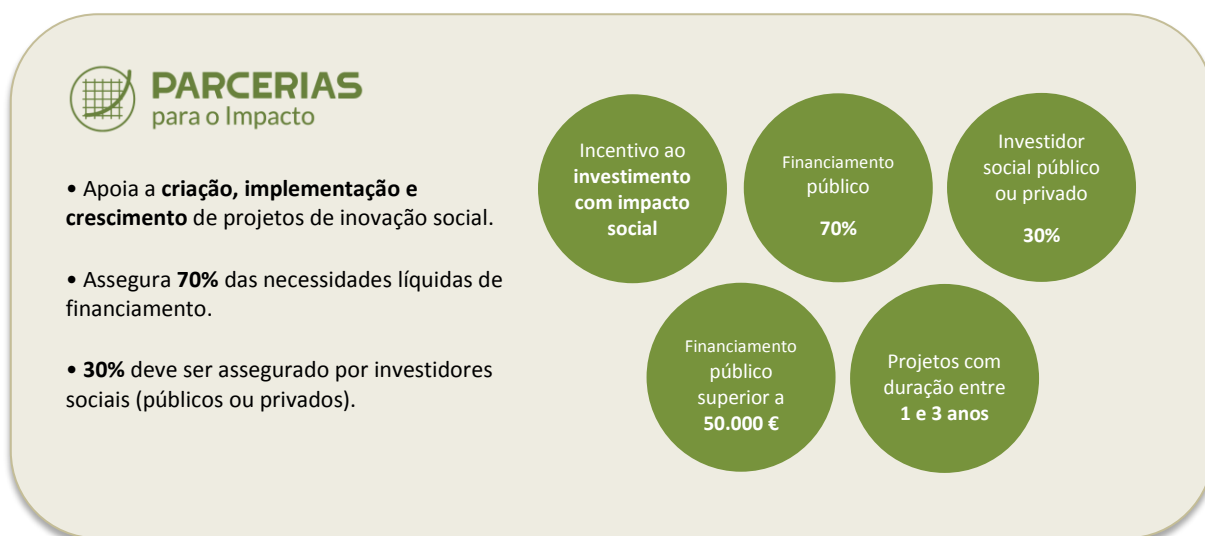 PARCERIAS
para o Impacto
• Apoia a criação, implementação e
crescimento de projetos de inovação social.
• Assegura 70% das necessidades líquidas de
financiamento.
• 30% deve ser assegurado por investidores
sociais (públicos ou privados).
Incentivo ao
investimento
com impacto
social
Financiamento
público
70%
Investidor
social público
ou privado
30%
Financiamento
público
superior a
50.000 €
Projetos com
duração entre
1 e 3 anos